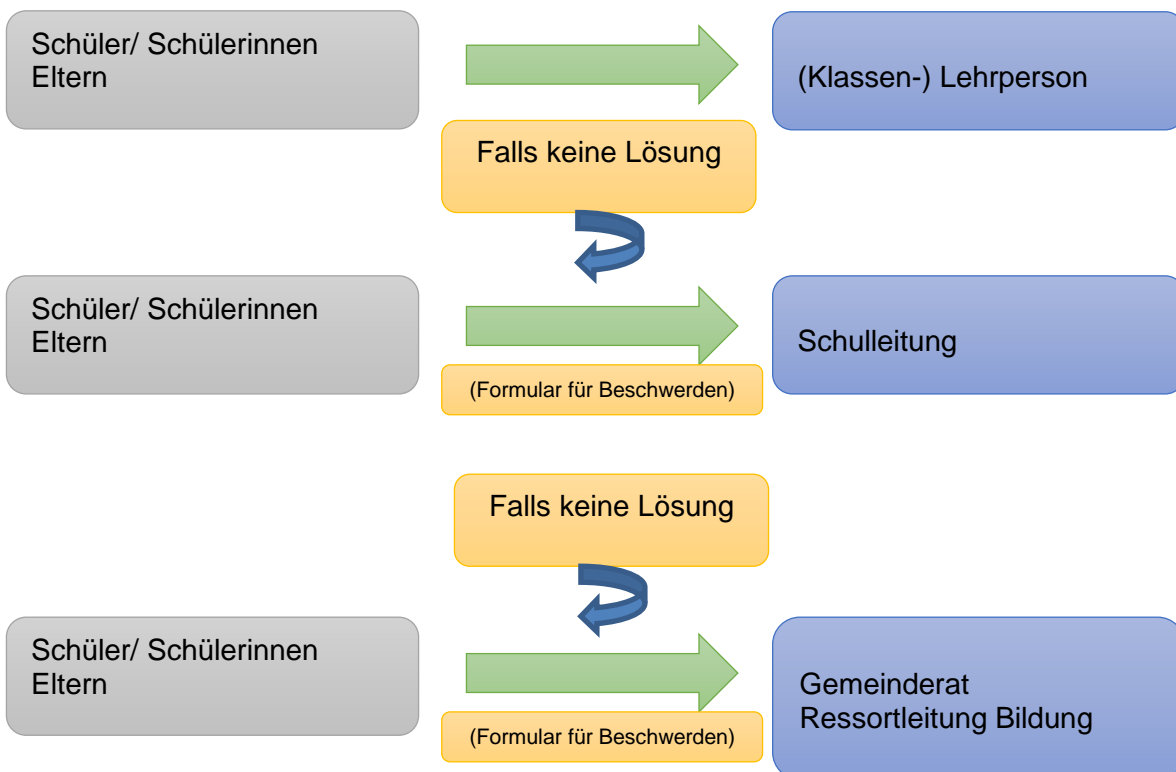 Schüler/ Schülerinnen
Eltern
(Klassen-) Lehrperson
Falls keine Lösung
Schüler/ Schülerinnen
Eltern
Schulleitung
(Formular für Beschwerden)
Falls keine Lösung
Schüler/ Schülerinnen
Eltern
Gemeinderat
Ressortleitung Bildung
(Formular für Beschwerden)